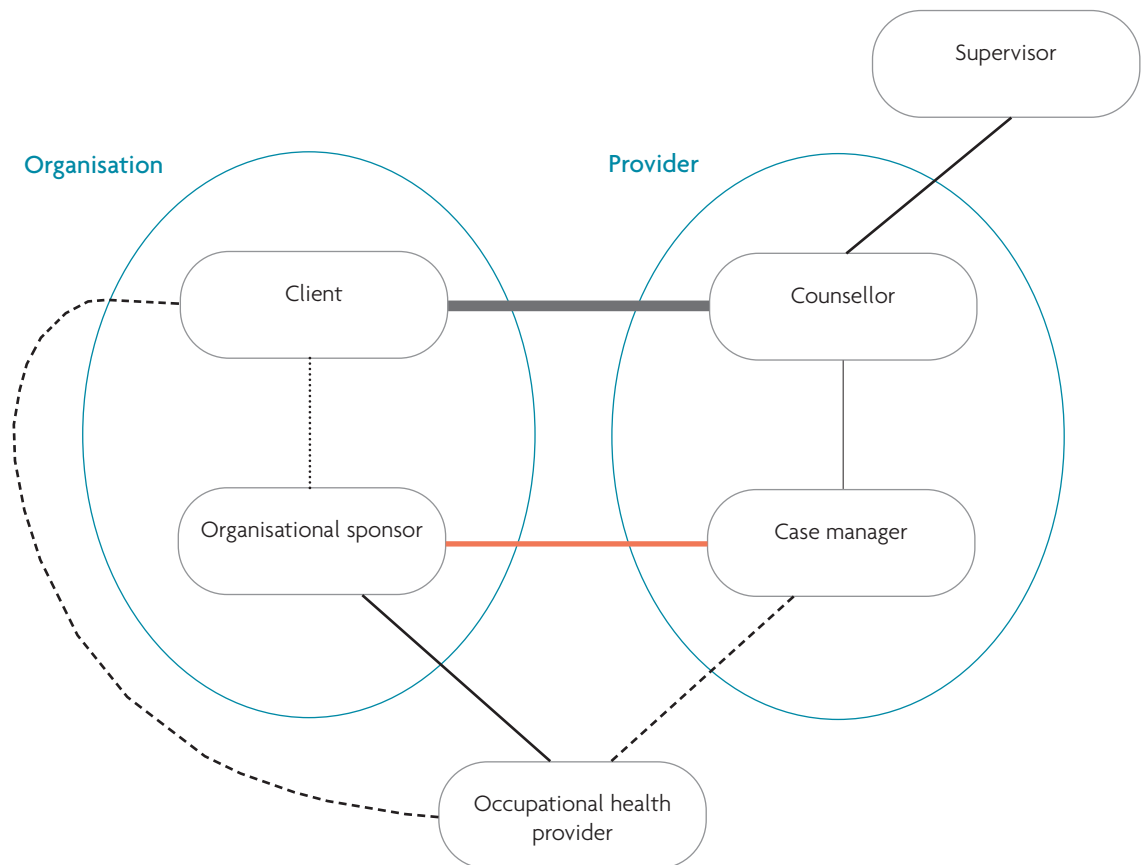 Supervisor
Organisation
Provider
Client
Counsellor
Organisational sponsor
Case manager
Occupational health
provider